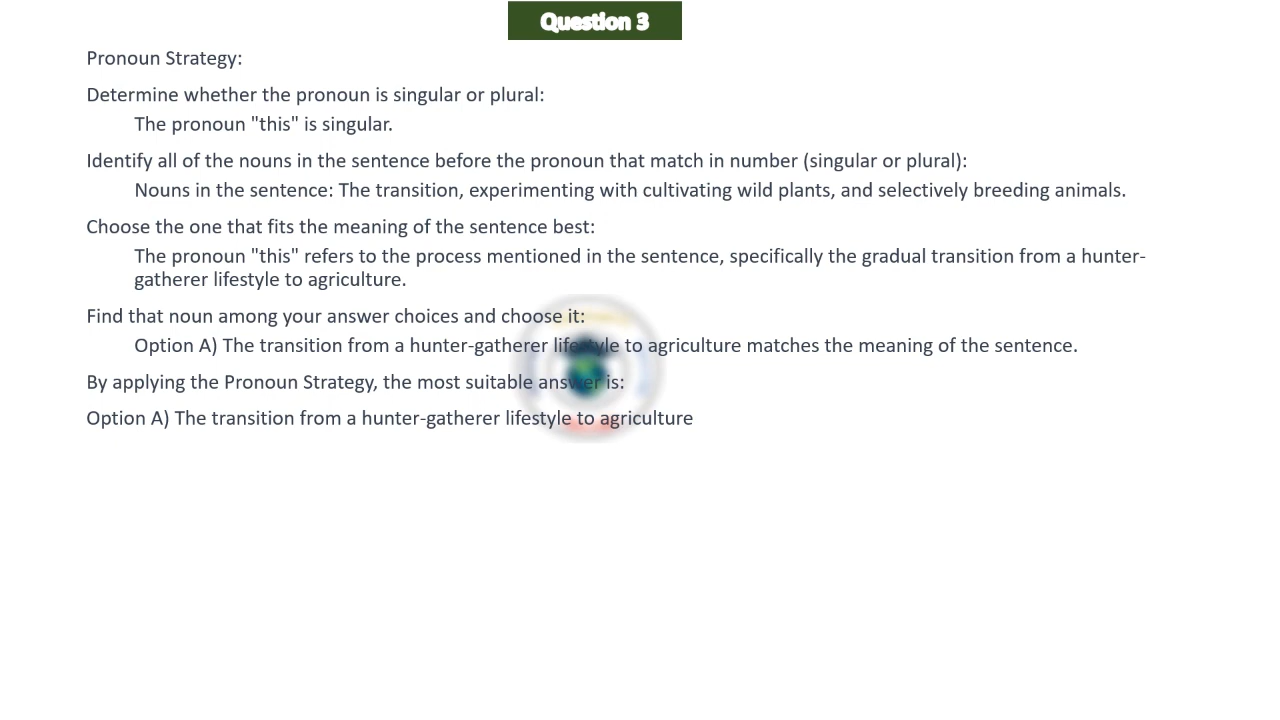 Question 3
Pronoun Strategy:
Determine whether the pronoun is singular or plural:
The pronoun "this" is singular.
Identify all of the nouns in the sentence before the pronoun that match in number (singular or plural):
Nouns in the sentence: The transition, experimenting with cultivating wild plants, and selectively breeding animals.
Choose the one that fits the meaning of the sentence best:
The pronoun "this" refers to the process mentioned in the sentence, specifically the gradual transition from a hunter-
gatherer lifestyle to agriculture.
Find that noun among your answer choices and choose it:
Option A) The transition from a hunter-gatherer lifestyle to agriculture matches the meaning of the sentence.
By applying the Pronoun Strategy, the most suitable answer is:
Option A) The transition from a hunter-gatherer lifestyle to agriculture